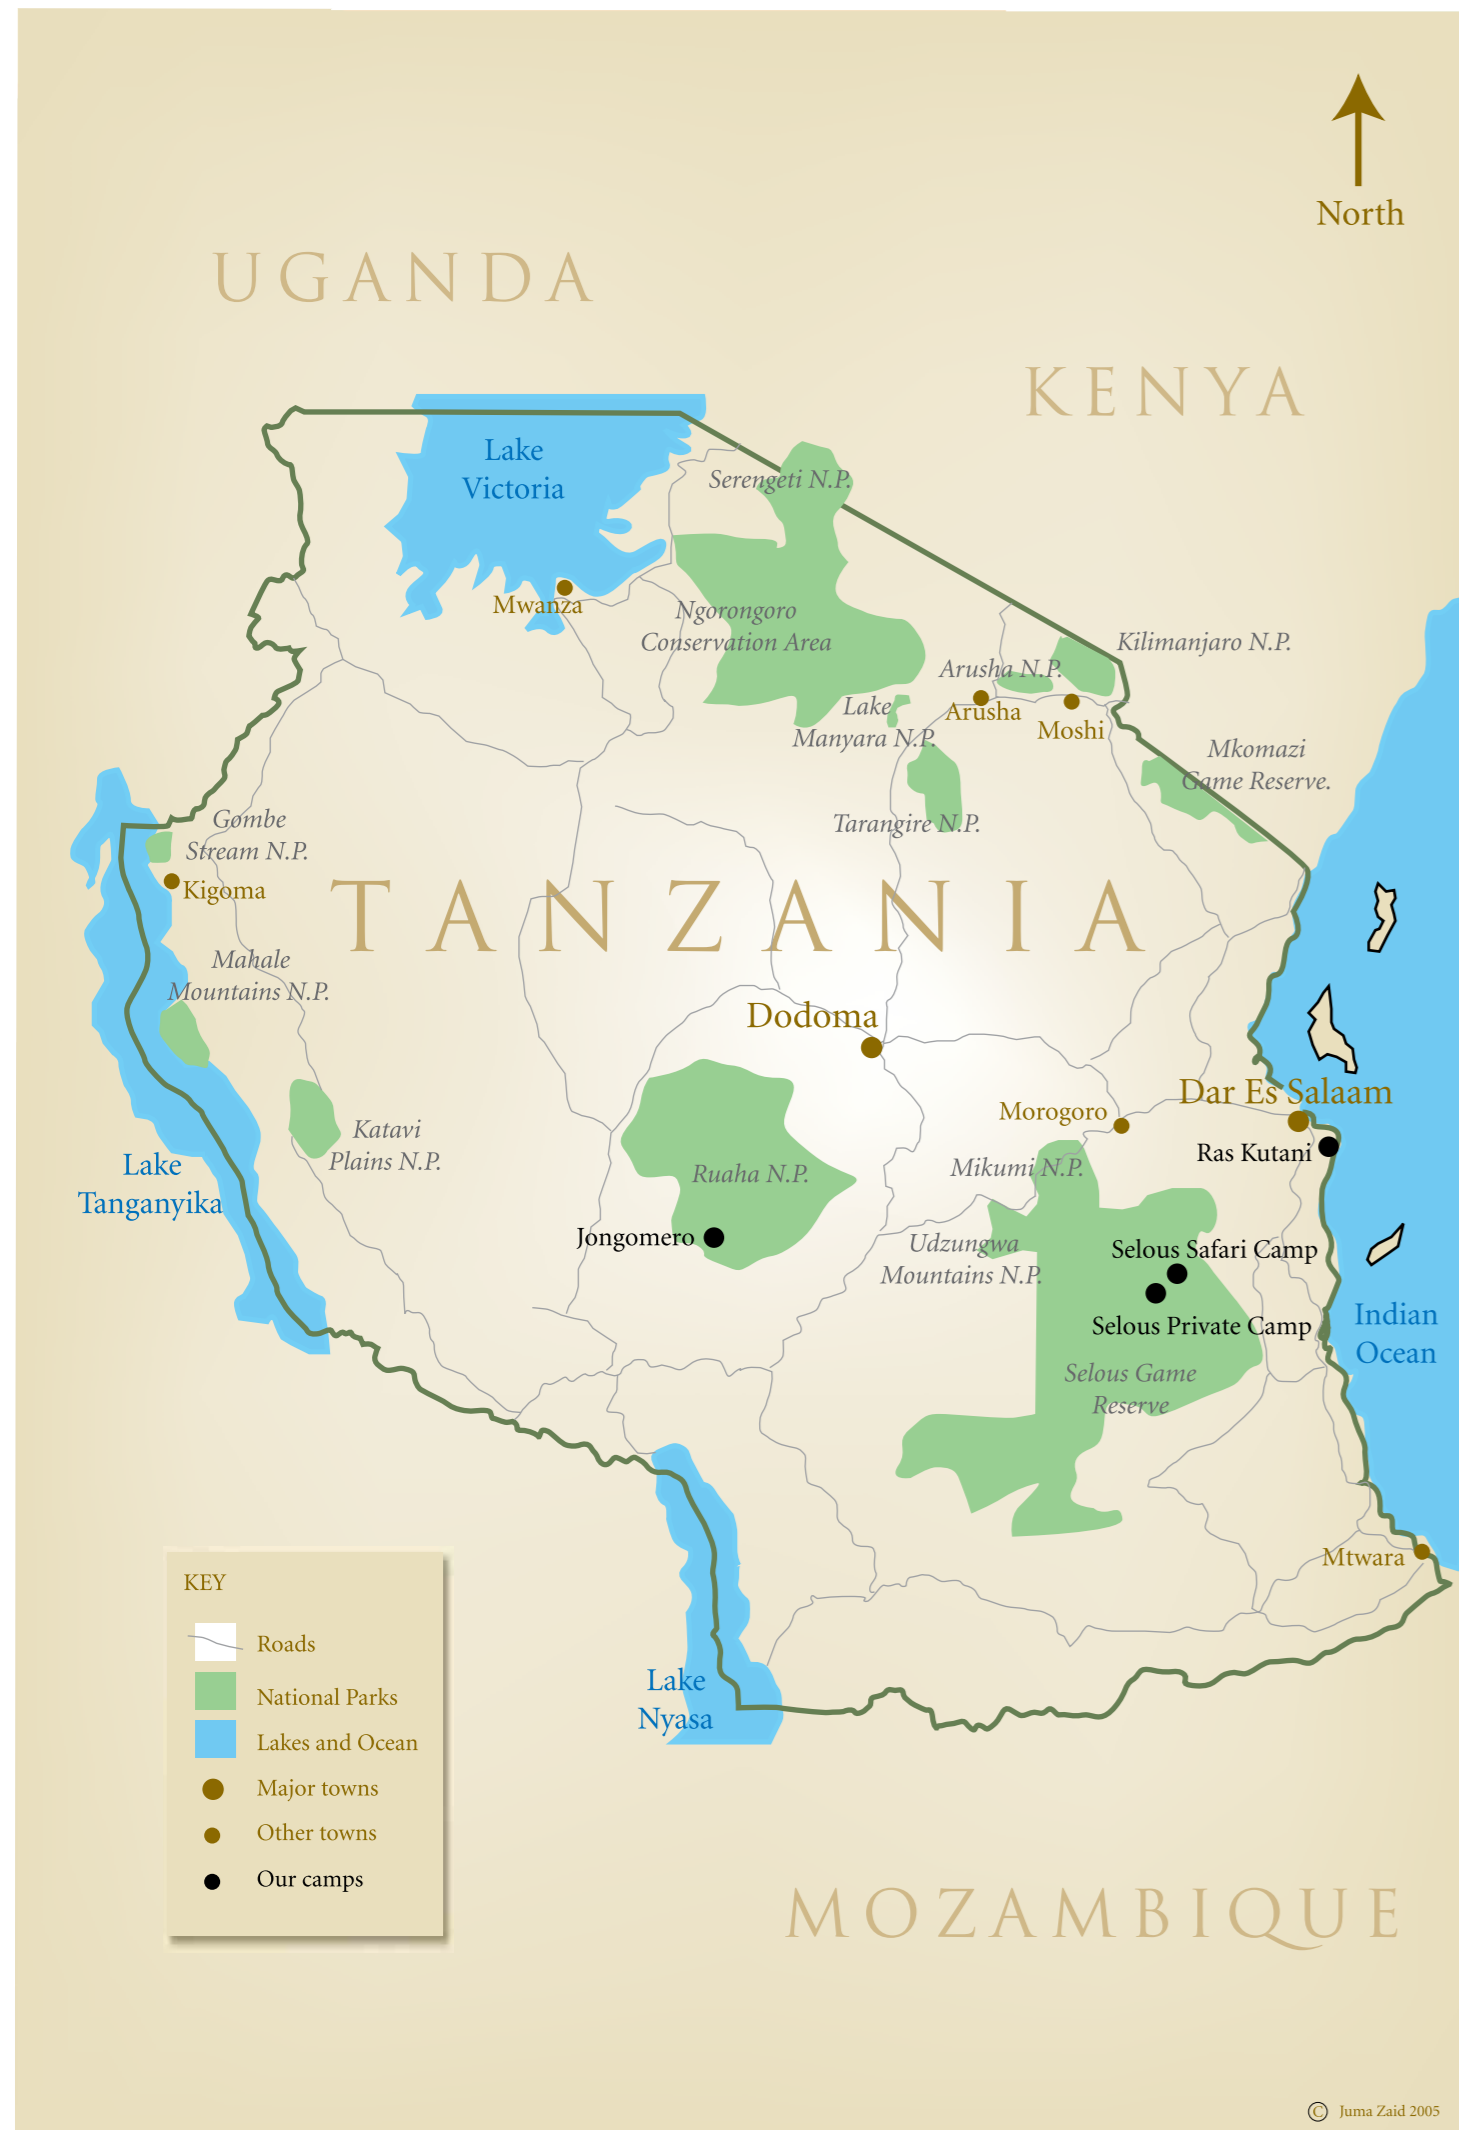 North
UGANDA
KENYA
Lake
Victoria
Serengeti N.P.
Mwanza
Ngorongoro
Conservation Area
Kilimanjaro N.P.
Arusha N.P.
Lake
Manyara N.P.
Arusha
Moshi
Mkomazi
Game Reserve.
Tarangire N.P.
Gombe
Stream N.P.
Kigoma
TANZANIA
Mahale
Mountains N.P.
Dodoma
Dar Es Salaam
Morogoro
Ras Kutani
Katavi
Plains N.P.
Lake
Tanganyika
Ruaha N.P.
Mikumi N.P.
Jongomero
Udzungwa
Mountains N.P.
Selous Safari Camp
Selous Private Camp
Indian
Ocean
Selous Game
Reserve
Mtwara
Lake
Nyasa
KEY
Roads
National Parks
Lakes and Ocean
Major towns
Other towns
Our camps
MOZAMBIQUE
© Juma Zaid 2005